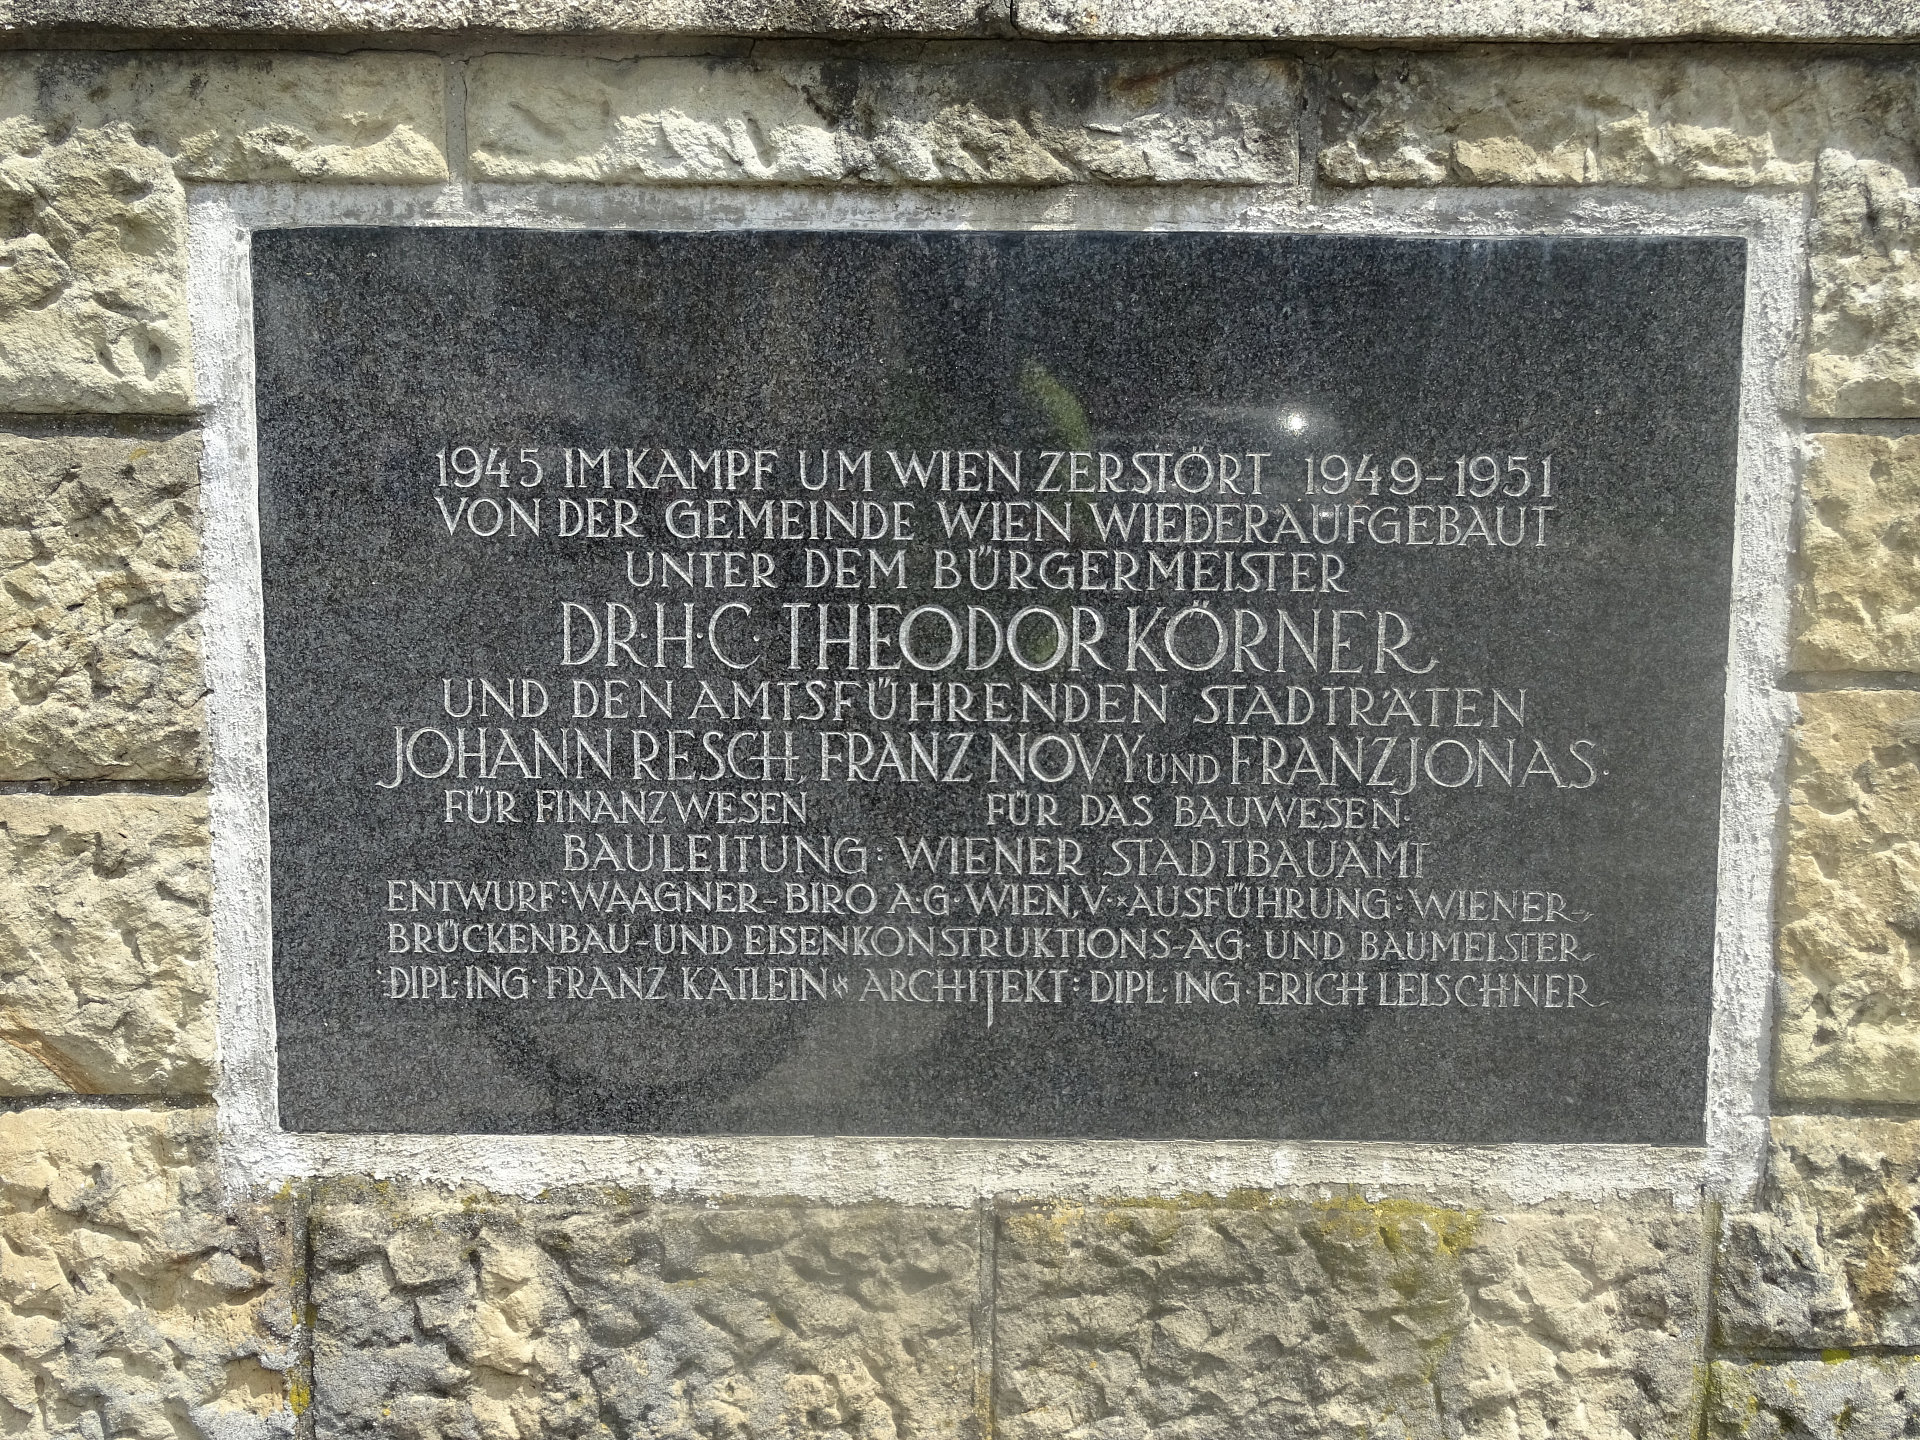 1945 IM KAMPF UM WIEN ZERSTÖRT 1949-1951
VON DER GEMEINDE WIEN WIEDERAUFGEBAUT
UNTER DEM BÜRGERMEISTER
DR·H·C· THEODOR KÖRNER
UND DEN AMTSFÜHRENDEN STADTRÄTEN
JOHANN RESCH, FRANZ NOVY UND FRANZ JONAS·
FÜR FINANZWESEN FÜR DAS BAUWESEN·
BAULEITUNG: WIENER STADTBAUAMT
ENTWURF: WAAGNER-BIRO A·G·WIEN, V·×AUSFÜHRUNG: WIENER-
BRÜCKENBAU-UND EISENKONSTRUKTIONS-A·G· UND BAUMEISTER
DIPL·ING·FRANZ KATLEIN × ARCHITEKT: DIPL·ING·ERICH LEISCHNER